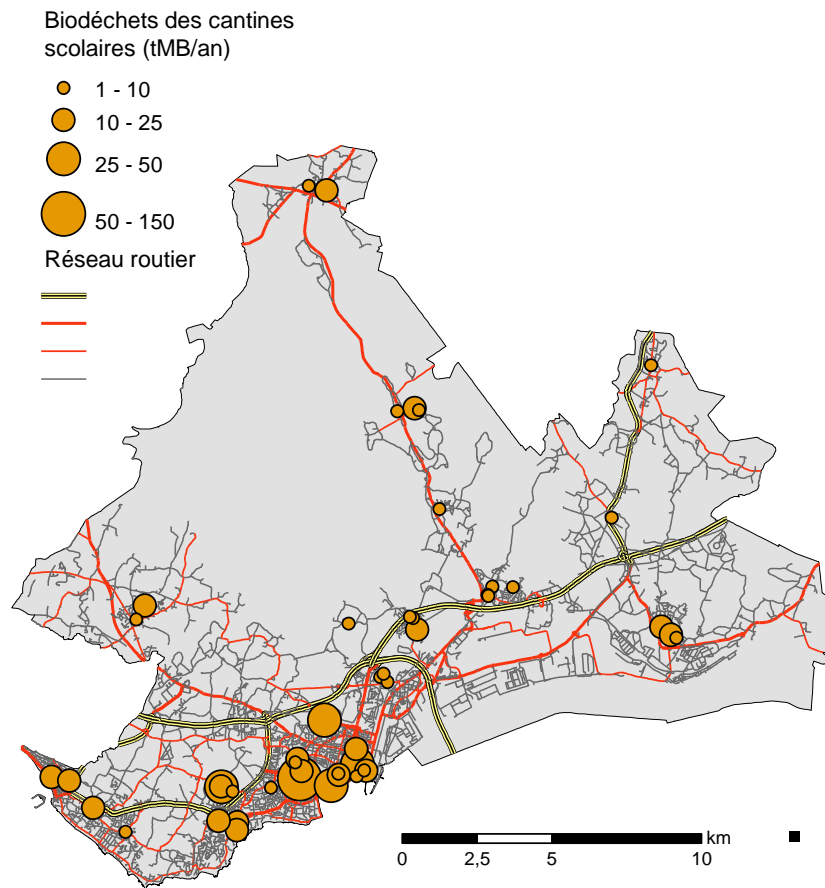 Biodéchets des cantines
scolaires (tMB/an)
1 - 10
10 - 25
25 - 50
50 - 150
Réseau routier
km
0 2,5 5 10